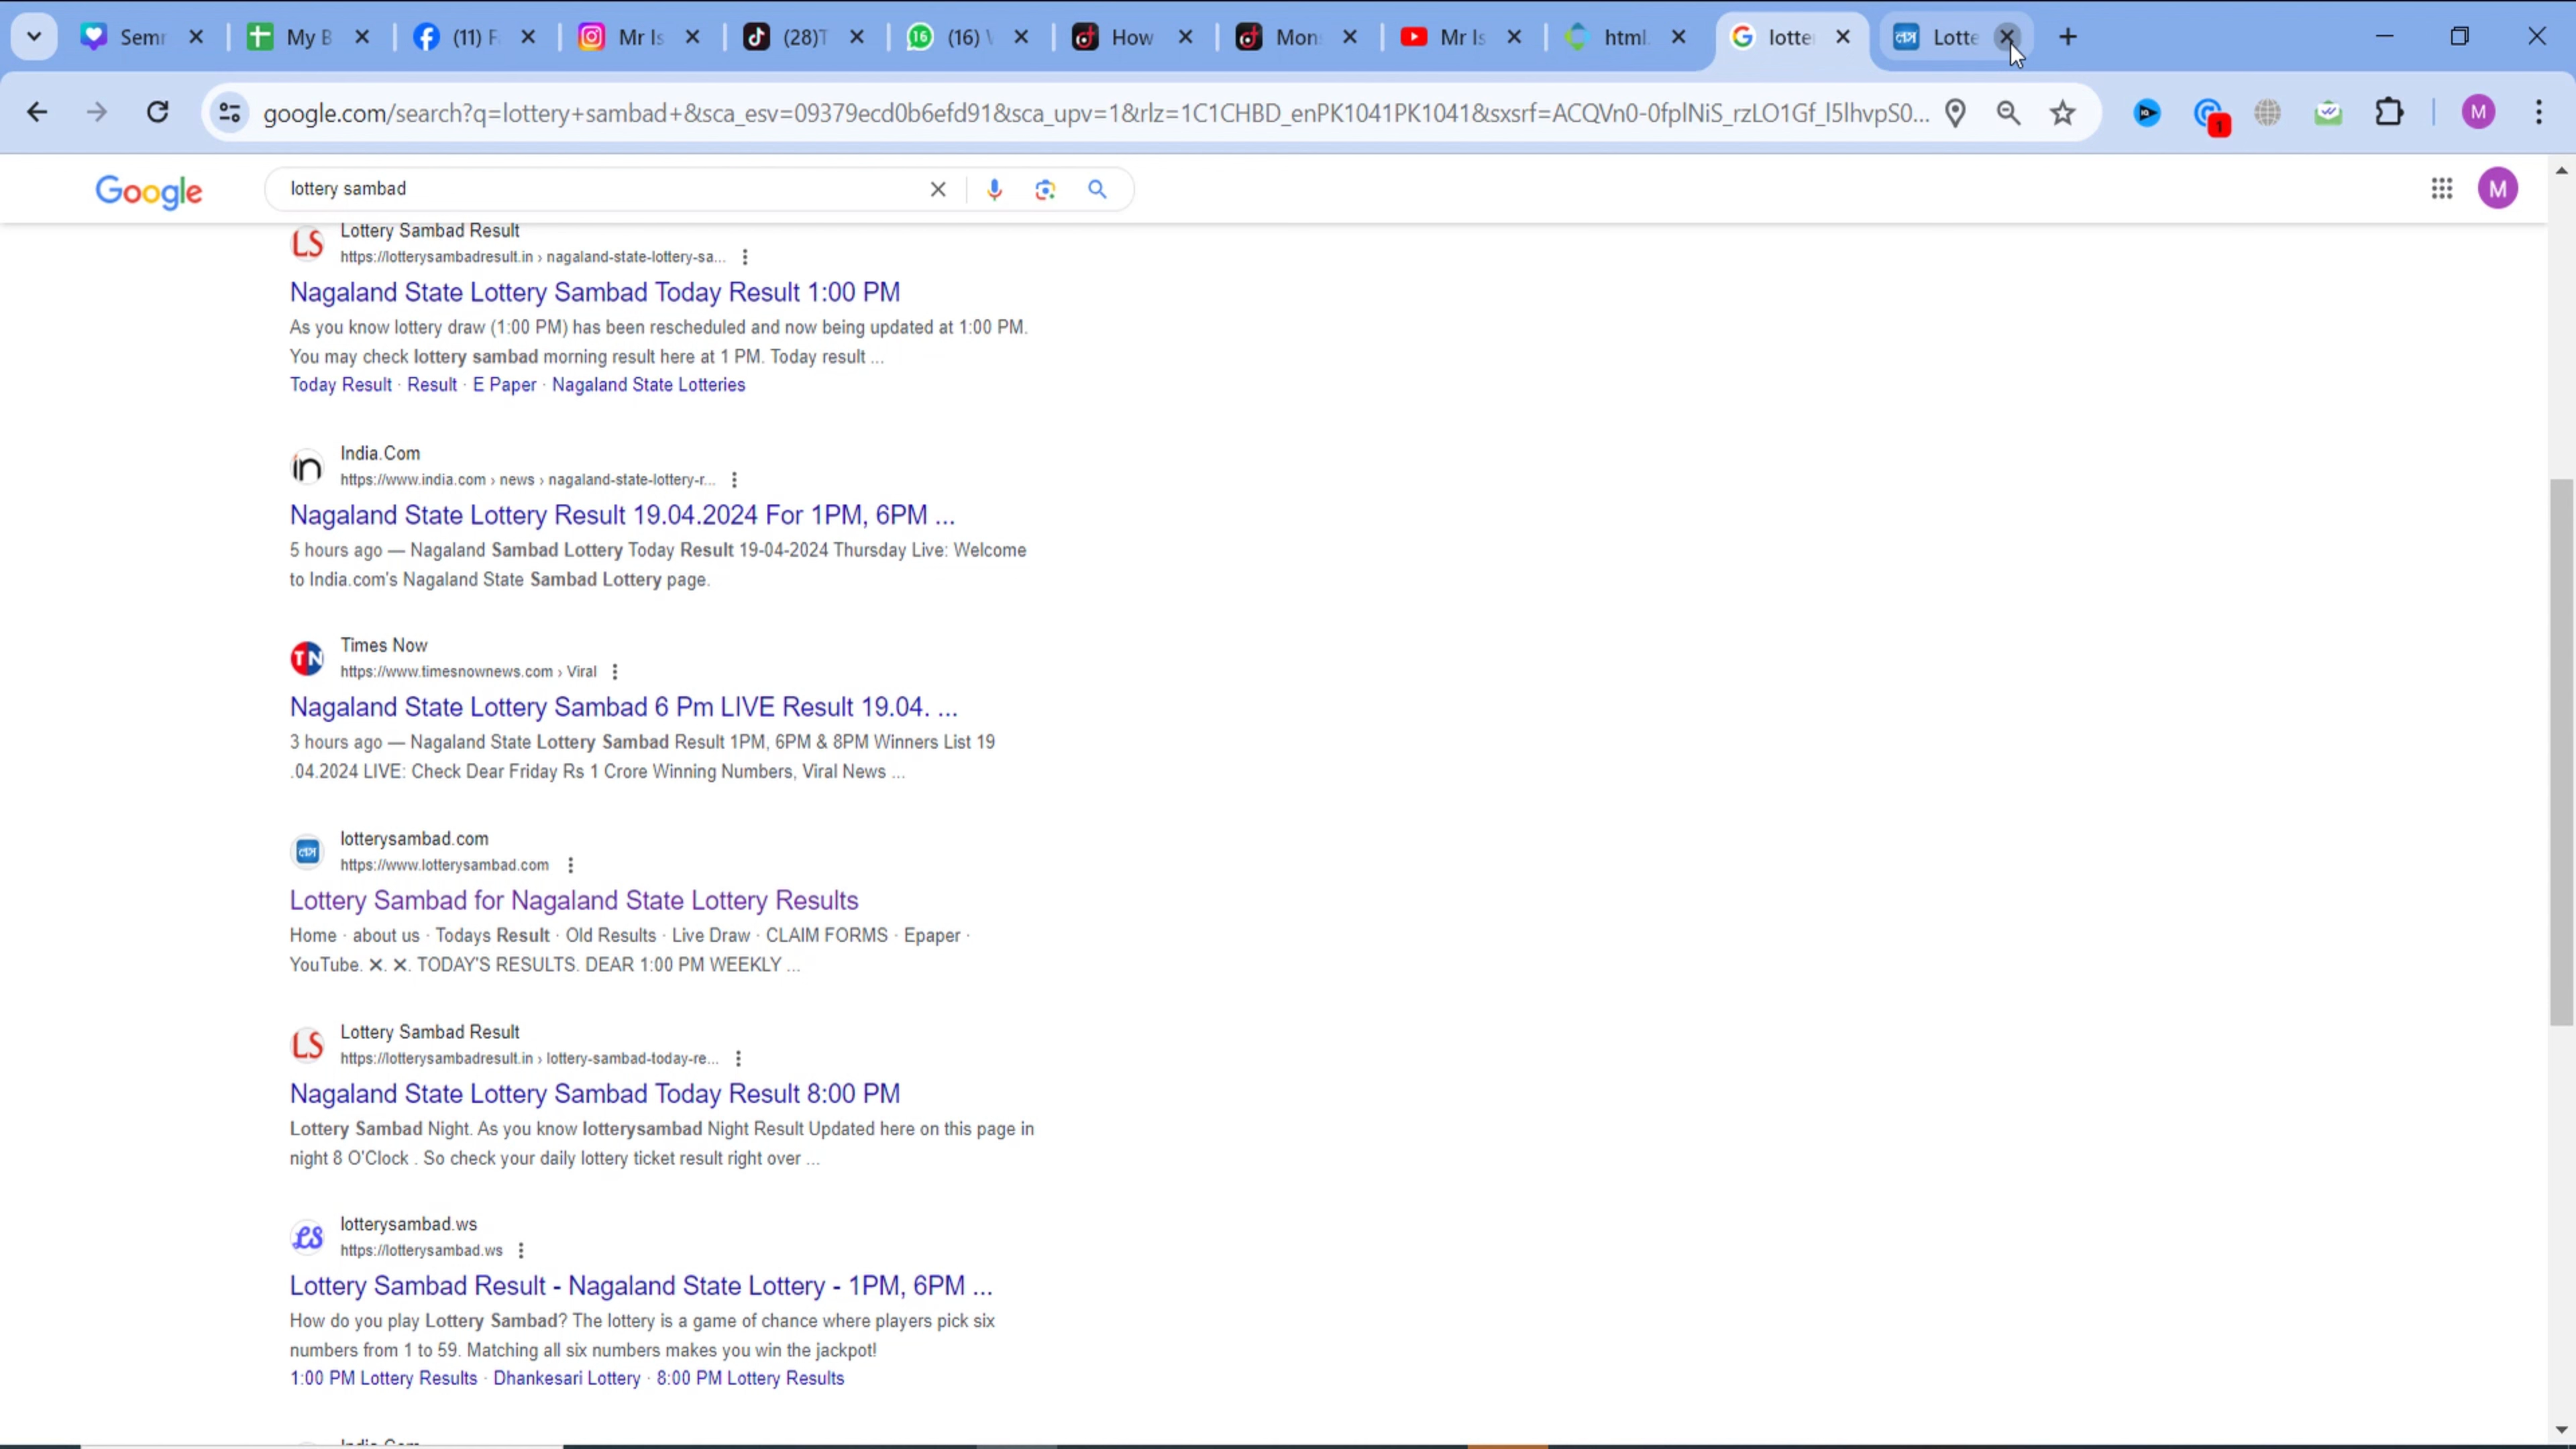 Semr
My B
(11) F
Mr Is
(28)T
(16)
How
Mon
Mr Is
html
lotte
Lotte
google.com/search?q=lottery+sambad+&sca_esv=09379ecd0b6efd91&sca_upv=1&rlz=1C1CHBD_enPK1041PK1041&sxsrf=ACQVn0-0fplNiS_rzLO1Gf_l5lhvpS0...
1
M
Google
lottery sambad
M
Lottery Sambad Result
https://lotterysambadresult.in › nagaland-state-lottery-sa...
Nagaland State Lottery Sambad Today Result 1:00 PM
As you know lottery draw (1:00 PM) has been rescheduled and now being updated at 1:00 PM.
You may check lottery sambad morning result here at 1 PM. Today result ...
Today Result · Result · E Paper · Nagaland State Lotteries
India.Com
https://www.india.com › news › nagaland-state-lottery-r...
Nagaland State Lottery Result 19.04.2024 For 1PM, 6PM ...
5 hours ago — Nagaland Sambad Lottery Today Result 19-04-2024 Thursday Live: Welcome
to India.com's Nagaland State Sambad Lottery page.
Times Now
https://www.timesnownews.com › Viral
Nagaland State Lottery Sambad 6 Pm LIVE Result 19.04. ...
3 hours ago — Nagaland State Lottery Sambad Result 1PM, 6PM & 8PM Winners List 19
.04.2024 LIVE: Check Dear Friday Rs 1 Crore Winning Numbers, Viral News ...
lotterysambad.com
https://www.lotterysambad.com
Lottery Sambad for Nagaland State Lottery Results
Home · about us · Todays Result · Old Results · Live Draw · CLAIM FORMS · Epaper ·
YouTube. ✕. ✕. TODAY'S RESULTS. DEAR 1:00 PM WEEKLY ...
Lottery Sambad Result
https://lotterysambadresult.in › lottery-sambad-today-re...
Nagaland State Lottery Sambad Today Result 8:00 PM
Lottery Sambad Night. As you know lotterysambad Night Result Updated here on this page in
night 8 O'Clock . So check your daily lottery ticket result right over ...
lotterysambad.ws
https://lotterysambad.ws
Lottery Sambad Result - Nagaland State Lottery - 1PM, 6PM ...
How do you play Lottery Sambad? The lottery is a game of chance where players pick six
numbers from 1 to 59. Matching all six numbers makes you win the jackpot!
1:00 PM Lottery Results · Dhankesari Lottery · 8:00 PM Lottery Results